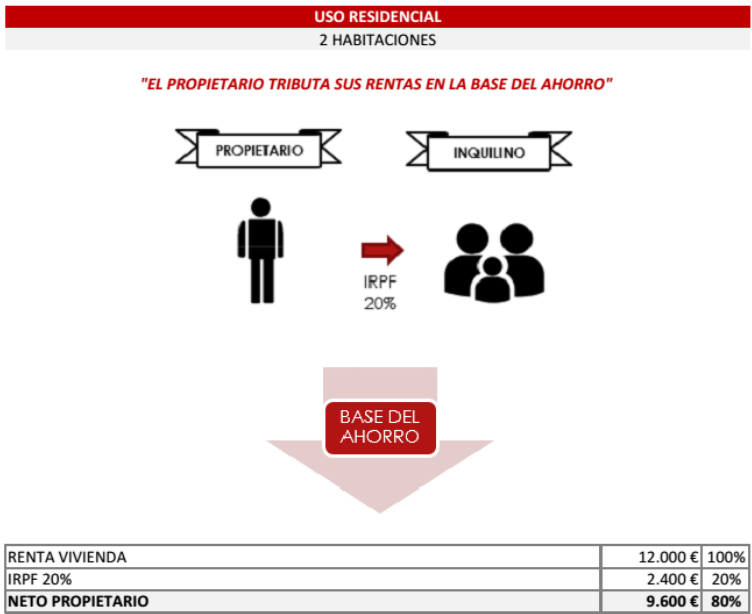 USO RESIDENCIAL
2 HABITACIONES
"EL PROPIETARIO TRIBUTA SUS RENTAS EN LA BASE DEL AHORRO"
PROPIETARIO
INQUILINO
IRPF
20%
BASE DEL
AHORRO
RENTA VIVIENDA 12.000 € 100%
IRPF 20% 2.400 € 20%
NETO PROPIETARIO 9.600 € 80%